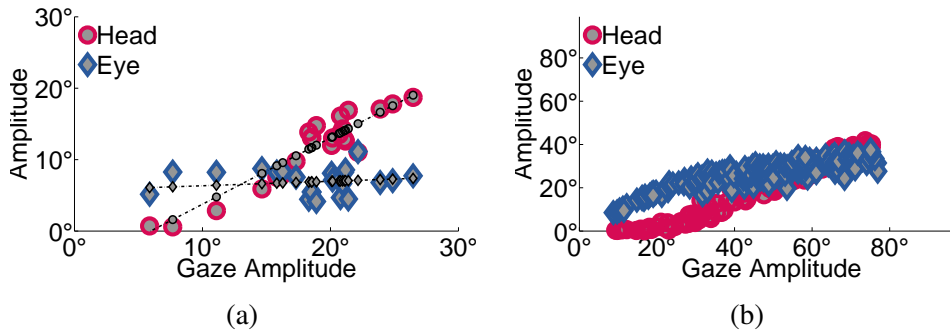 30°
Head
Eye
20°
10°
0°
Amplitude
0° 10° 20° 30°
Gaze Amplitude
(a)
80°
Head
Eye
60°
40°
20°
0°
Amplitude
0° 20° 40° 60° 80°
Gaze Amplitude
(b)